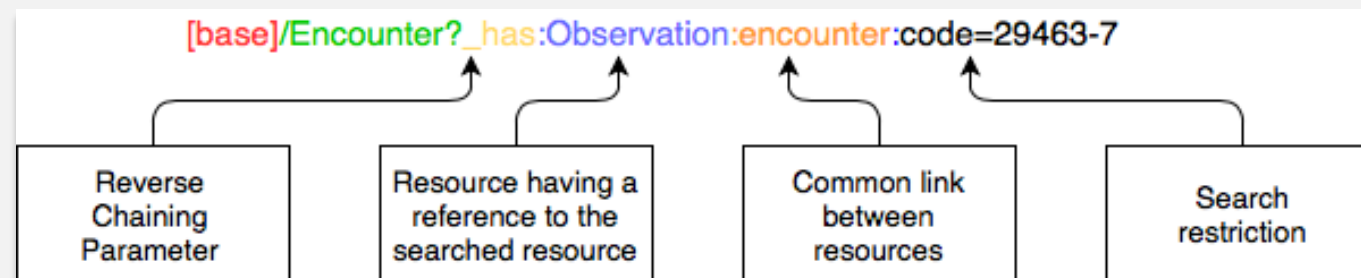 [base]/Encounter?_has:Observation:encounter:code=29463-7
Reverse
Chaining
Parameter
Resource having a
reference to the
searched resource
Common link
between
resources
Search
restriction